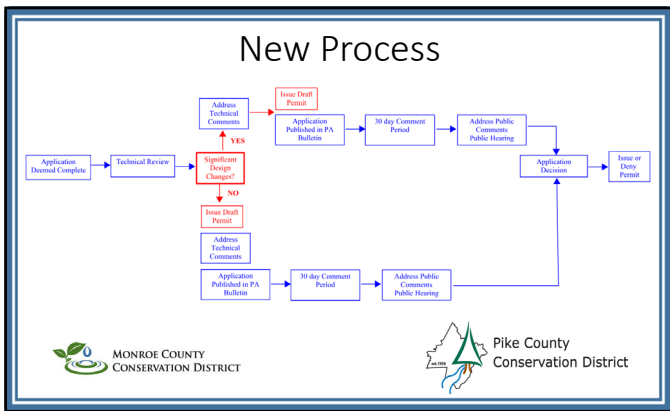 New Process
Issue Draft
Permit
Address
Technical
Comments
Application
Published in PA
Bulletin
30 day Comment
Period
Address Public
Comments
Public Hearing
YES
Application
Deemed Complete
Technical Review
Significant
Design
Changes?
Application
Decision
Issue or
Deny
Permit
NO
Issue Draft
Permit
Address
Technical
Comments
Application
Published in PA
Bulletin
30 day Comment
Period
Address Public
Comments
Public Hearing
MONROE COUNTY
CONSERVATION DISTRICT
est.1956
Pike County
Conservation District